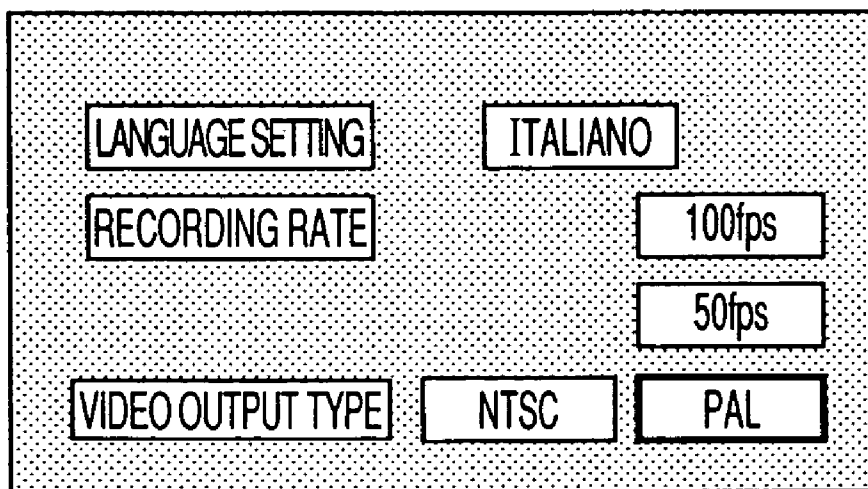 LANGUAGE SETTING ITALIANO
RECORDING RATE 100fps
50fps
VIDEO OUTPUT TYPE NTSC PAL